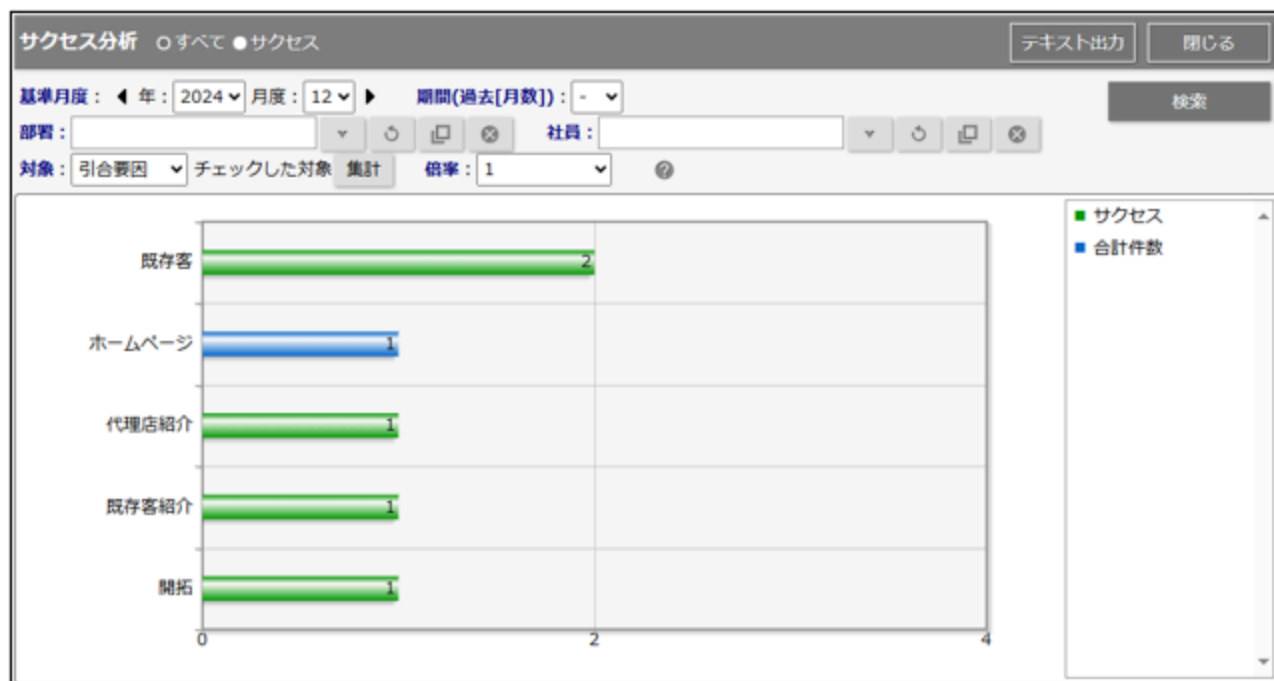 サクセス分析 すべて サクセス テキスト出力 閉じる
基準月度： 年：2024 月度：12 期間(過去[月数])：- 検索
部署： 社員：
対象：引合要因 チェックした対象 集計 倍率：1
サクセス
合計件数
既存客 2
ホームページ 1
代理店紹介 1
既存客紹介 1
開拓 1
0 2 4